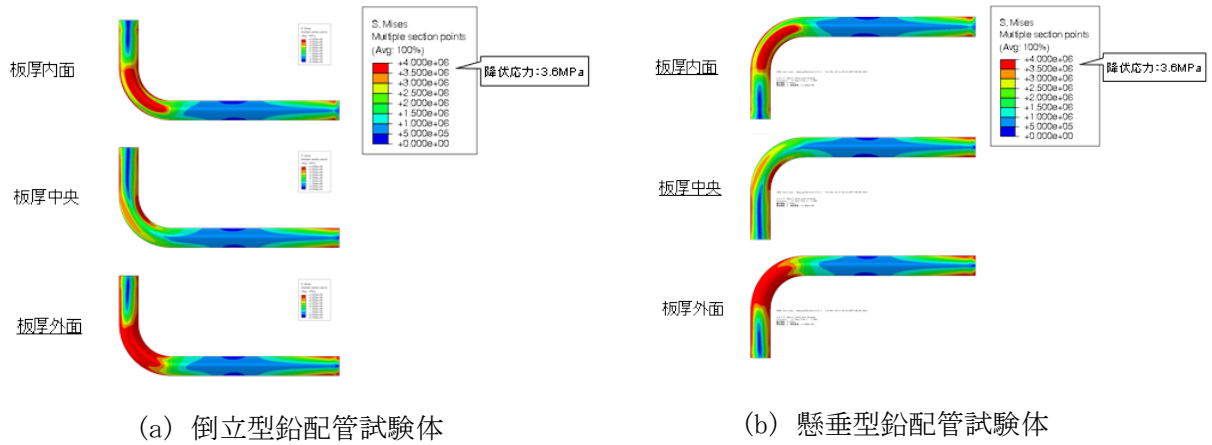 板厚内面
板厚中央
板厚外面
S, Mises
Multiple section points
(Avg: 100%)
+4.000e+06
+3.500e+06
+3.000e+06
+2.500e+06
+2.000e+06
+1.500e+06
+1.000e+06
+5.000e+05
+0.000e+00
降伏応力：3.6MPa
(a) 倒立型鉛配管試験体
板厚内面
板厚中央
板厚外面
S, Mises
Multiple section points
(Avg: 100%)
+4.000e+06
+3.500e+06
+3.000e+06
+2.500e+06
+2.000e+06
+1.500e+06
+1.000e+06
+5.000e+05
+0.000e+00
降伏応力：3.6MPa
(b) 懸垂型鉛配管試験体